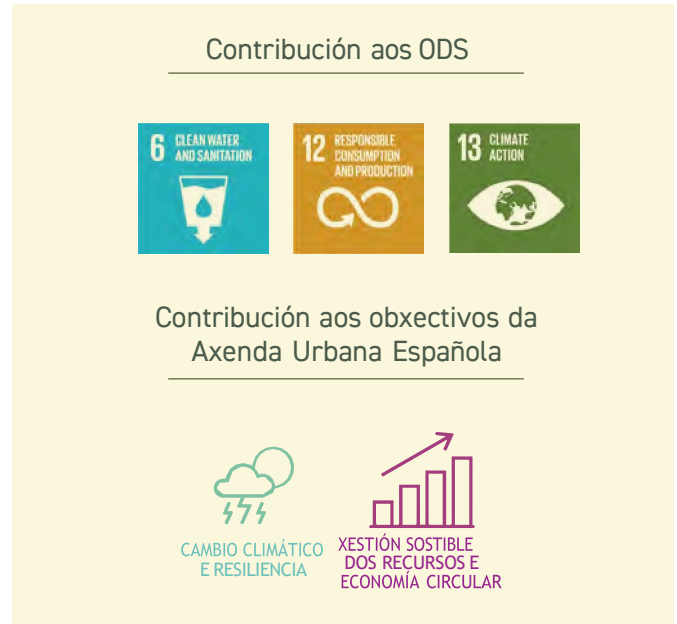 Contribución aos ODS
6 CLEAN WATER
AND SANITATION
12 RESPONSIBLE
CONSUMPTION
AND PRODUCTION
13 CLIMATE
ACTION
Contribución aos obxectivos da
Axenda Urbana Española
CAMBIO CLIMÁTICO
E RESILIENCIA
XESTIÓN SOSTIBLE
DOS RECURSOS E
ECONOMÍA CIRCULAR